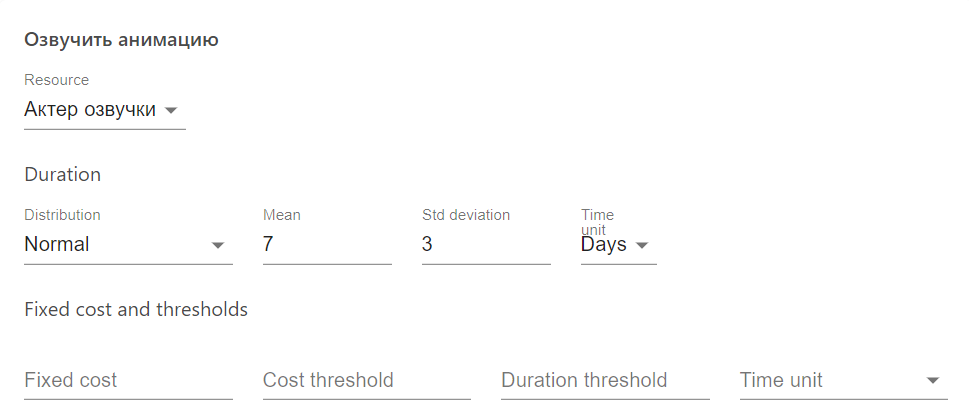 Озвучить анимацию
Resource
Актер озвучки
Duration
Distribution Mean Std deviation Time unit
Normal 7 3 Days
Fixed cost and thresholds
Fixed cost Cost threshold Duration threshold Time unit